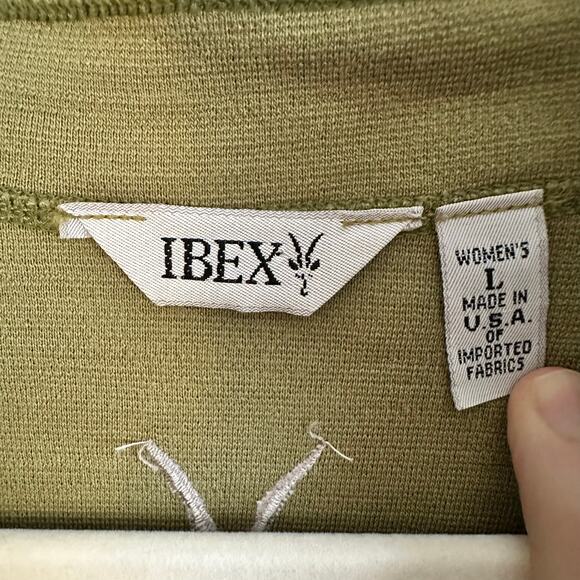 IBEX
WOMEN'S
L
MADE IN
U.S.A.
OF
IMPORTED
FABRICS